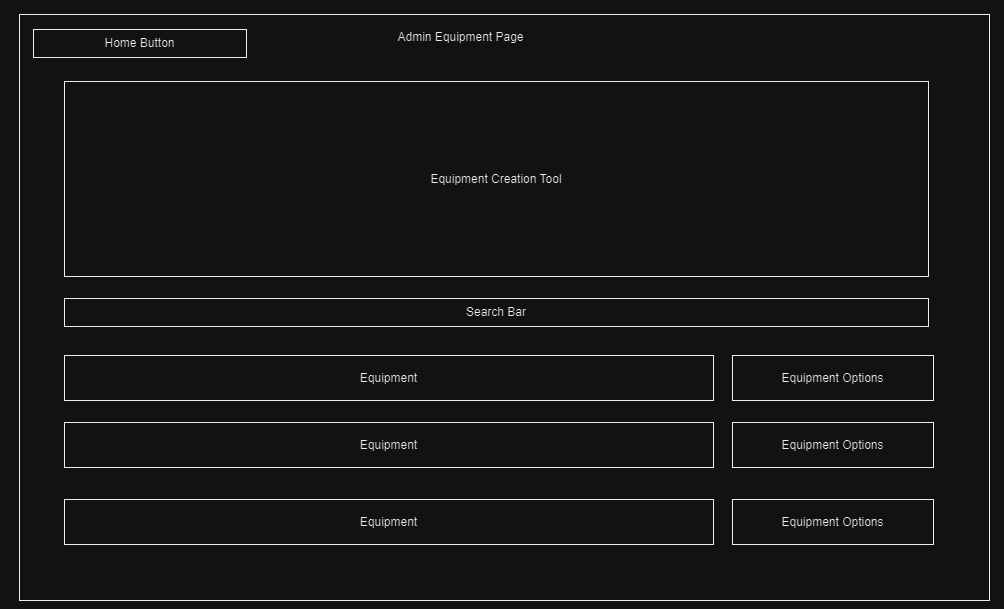 Home Button
Admin Equipment Page
Equipment Creation Tool
Search Bar
Equipment
Equipment Options
Equipment
Equipment Options
Equipment
Equipment Options